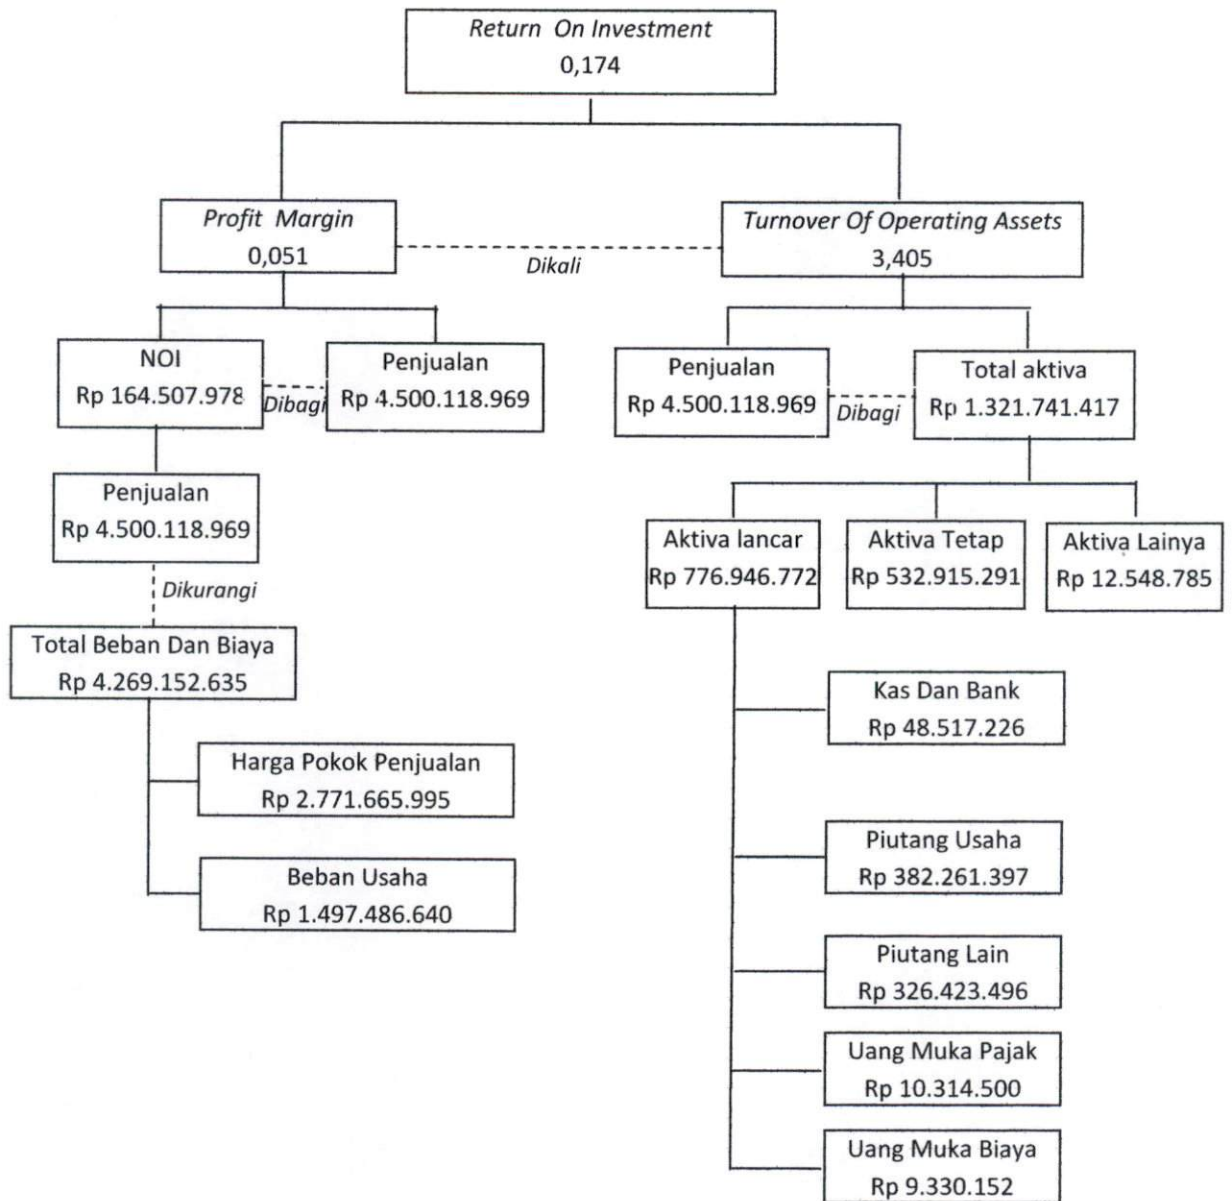 Return On Investment
0,174
Profit Margin
0,051
Dikali
Turnover Of Operating Assets
3,405
NOI
Rp 164.507.978
Dibagi
Penjualan
Rp 4.500.118.969
Penjualan
Rp 4.500.118.969
Dibagi
Total aktiva
Rp 1.321.741.417
Penjualan
Rp 4.500.118.969
Dikurangi
Total Beban Dan Biaya
Rp 4.269.152.635
Harga Pokok Penjualan
Rp 2.771.665.995
Beban Usaha
Rp 1.497.486.640
Aktiva lancar
Rp 776.946.772
Aktiva Tetap
Rp 532.915.291
Aktiva Lainya
Rp 12.548.785
Kas Dan Bank
Rp 48.517.226
Piutang Usaha
Rp 382.261.397
Piutang Lain
Rp 326.423.496
Uang Muka Pajak
Rp 10.314.500
Uang Muka Biaya
Rp 9.330.152